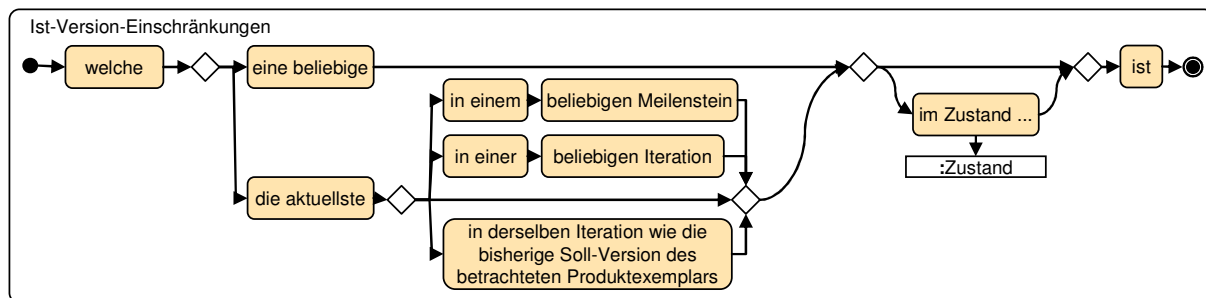 Ist-Version-Einschränkungen
welche
eine beliebige
in einem
beliebigen Meilenstein
in einer
beliebigen Iteration
die aktuellste
in derselben Iteration wie die
bisherige Soll-Version des
betrachteten Produktexemplars
im Zustand ...
:Zustand
ist